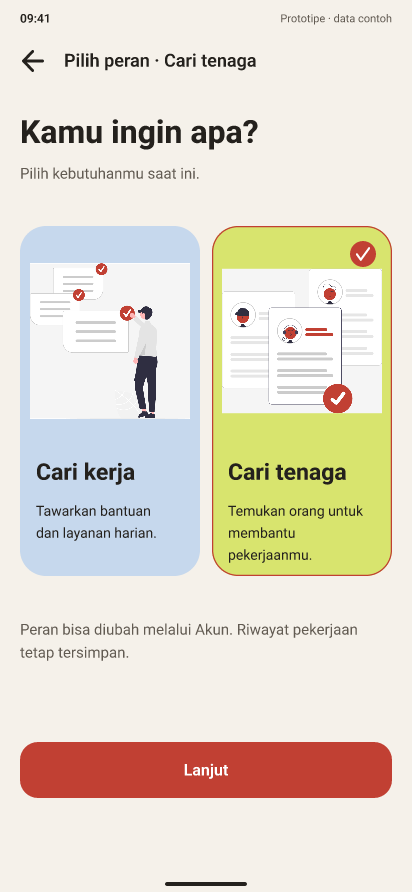 09:41
Prototipe · data contoh
Pilih peran · Cari tenaga
Kamu ingin apa?
Pilih kebutuhanmu saat ini.
Cari kerja
Tawarkan bantuan
dan layanan harian.
Cari tenaga
Temukan orang untuk
membantu
pekerjaanmu.
Peran bisa diubah melalui Akun. Riwayat pekerjaan
tetap tersimpan.
Lanjut